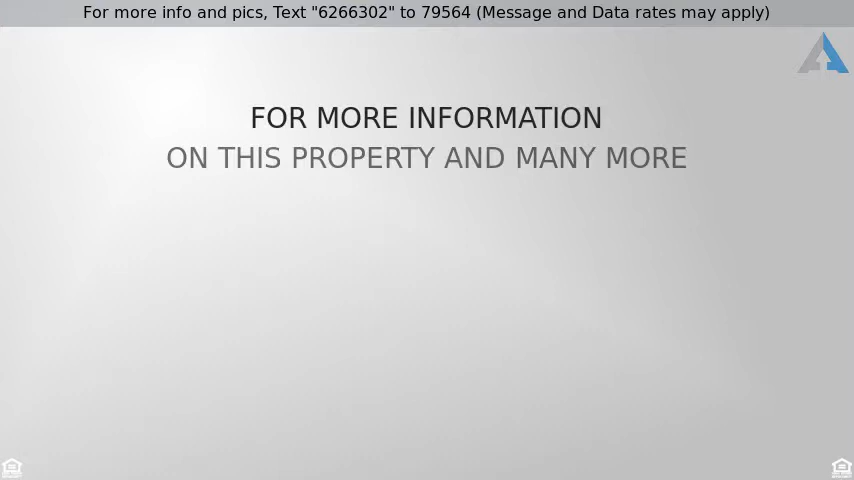 For more info and pics, Text "6266302" to 79564 (Message and Data rates may apply)
FOR MORE INFORMATION
ON THIS PROPERTY AND MANY MORE